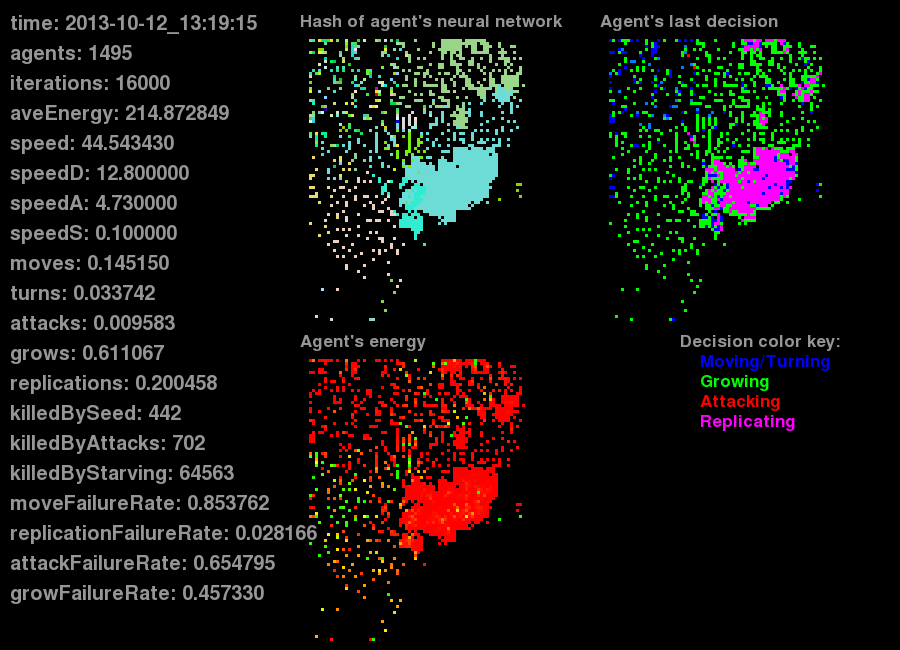 time: 2013-10-12_13:19:15
agents: 1495
iterations: 16000
aveEnergy: 214.872849
speed: 44.543430
speedD: 12.800000
speedA: 4.730000
speedS: 0.100000
moves: 0.145150
turns: 0.033742
attacks: 0.009583
grows: 0.611067
replications: 0.200458
killedBySeed: 442
killedByAttacks: 702
killedByStarving: 64563
moveFailureRate: 0.853762
replicationFailureRate: 0.028166
attackFailureRate: 0.654795
growFailureRate: 0.457330
Hash of agent's neural network
Agent's last decision
Agent's energy
Decision color key:
Moving/Turning
Growing
Attacking
Replicating